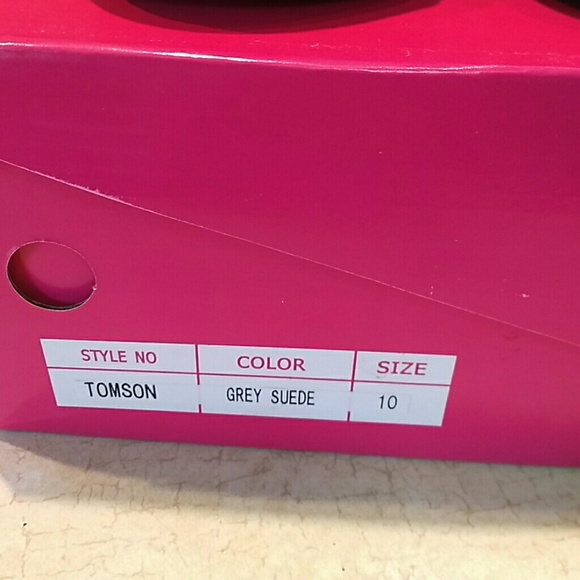 STYLE NO COLOR SIZE
TOMSON GREY SUEDE 10